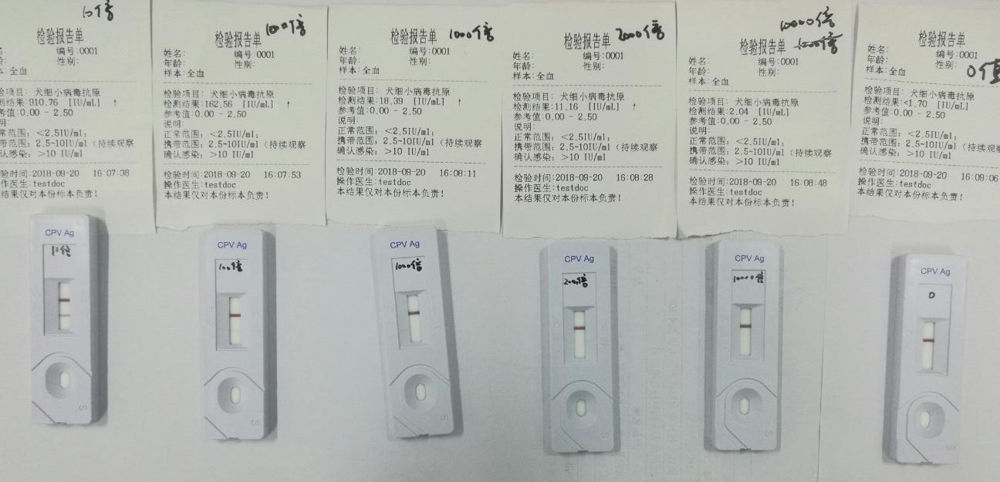 10倍
检验报告单
名:
编号:0001
龄:
性别:
本:全血
验项目: 犬细小病毒抗原
测结果:910.76 [IU/mL] ↑
考值:0.00 - 2.50
明:
常范围: <2.5IU/ml;
带范围: 2.5-10IU/ml(持续观察
认感染: >10 IU/ml
验时间:2018-09-20 16:07:38
作医生:testdoc
本结果仅对本份标本负责!
100倍
检验报告单
姓名:
编号:0001
年龄:
性别:
样本:全血
检验项目: 犬细小病毒抗原
检测结果:162.56 [IU/mL] ↑
参考值:0.00 - 2.50
说明:
正常范围: <2.5IU/ml;
携带范围: 2.5-10IU/ml(持续观察
确认感染: >10 IU/ml
检验时间:2018-09-20 16:07:53
操作医生:testdoc
本结果仅对本份标本负责!
1000倍
检验报告单
姓名:
编号:0001
年龄:
性别:
样本:全血
检验项目: 犬细小病毒抗原
检测结果:18.39 [IU/mL] ↑
参考值:0.00 - 2.50
说明:
正常范围: <2.5IU/ml;
携带范围: 2.5-10IU/ml(持续观察
确认感染: >10 IU/ml
检验时间:2018-09-20 16:08:11
操作医生:testdoc
本结果仅对本份标本负责!
2000倍
检验报告单
姓名:
编号:0001
年龄:
性别:
样本:全血
检验项目: 犬细小病毒抗原
检测结果:11.16 [IU/mL] ↑
参考值:0.00 - 2.50
说明:
正常范围: <2.5IU/ml;
携带范围: 2.5-10IU/ml(持续观察
确认感染: >10 IU/ml
检验时间:2018-09-20 16:08:28
操作医生:testdoc
本结果仅对本份标本负责!
10000倍
检验报告单
姓名:
编号:0001
年龄:
性别:
样本:全血
检验项目: 犬细小病毒抗原
检测结果:2.04 [IU/mL]
参考值:0.00 - 2.50
说明:
正常范围: <2.5IU/ml;
携带范围: 2.5-10IU/ml(持续观察
确认感染: >10 IU/ml
检验时间:2018-09-20 16:08:48
操作医生:testdoc
本结果仅对本份标本负责!
检验报告单
0值
姓名:
编号:0001
年龄:
性别:
样本:全血
检验项目: 犬细小病毒抗原
检测结果:<1.70 [IU/mL]
参考值:0.00 - 2.50
说明:
正常范围: <2.5IU/ml;
携带范围: 2.5-10IU/ml(持续观察
确认感染: >10 IU/ml
检验时间:2018-09-20 16:09:06
操作医生:testdoc
本结果仅对本份标本负责!
CPV Ag
10倍
CPV Ag
100倍
S
CPV Ag
1000倍
S
CPV Ag
2000倍
S
CPV Ag
10000倍
S
CPV Ag
0
S